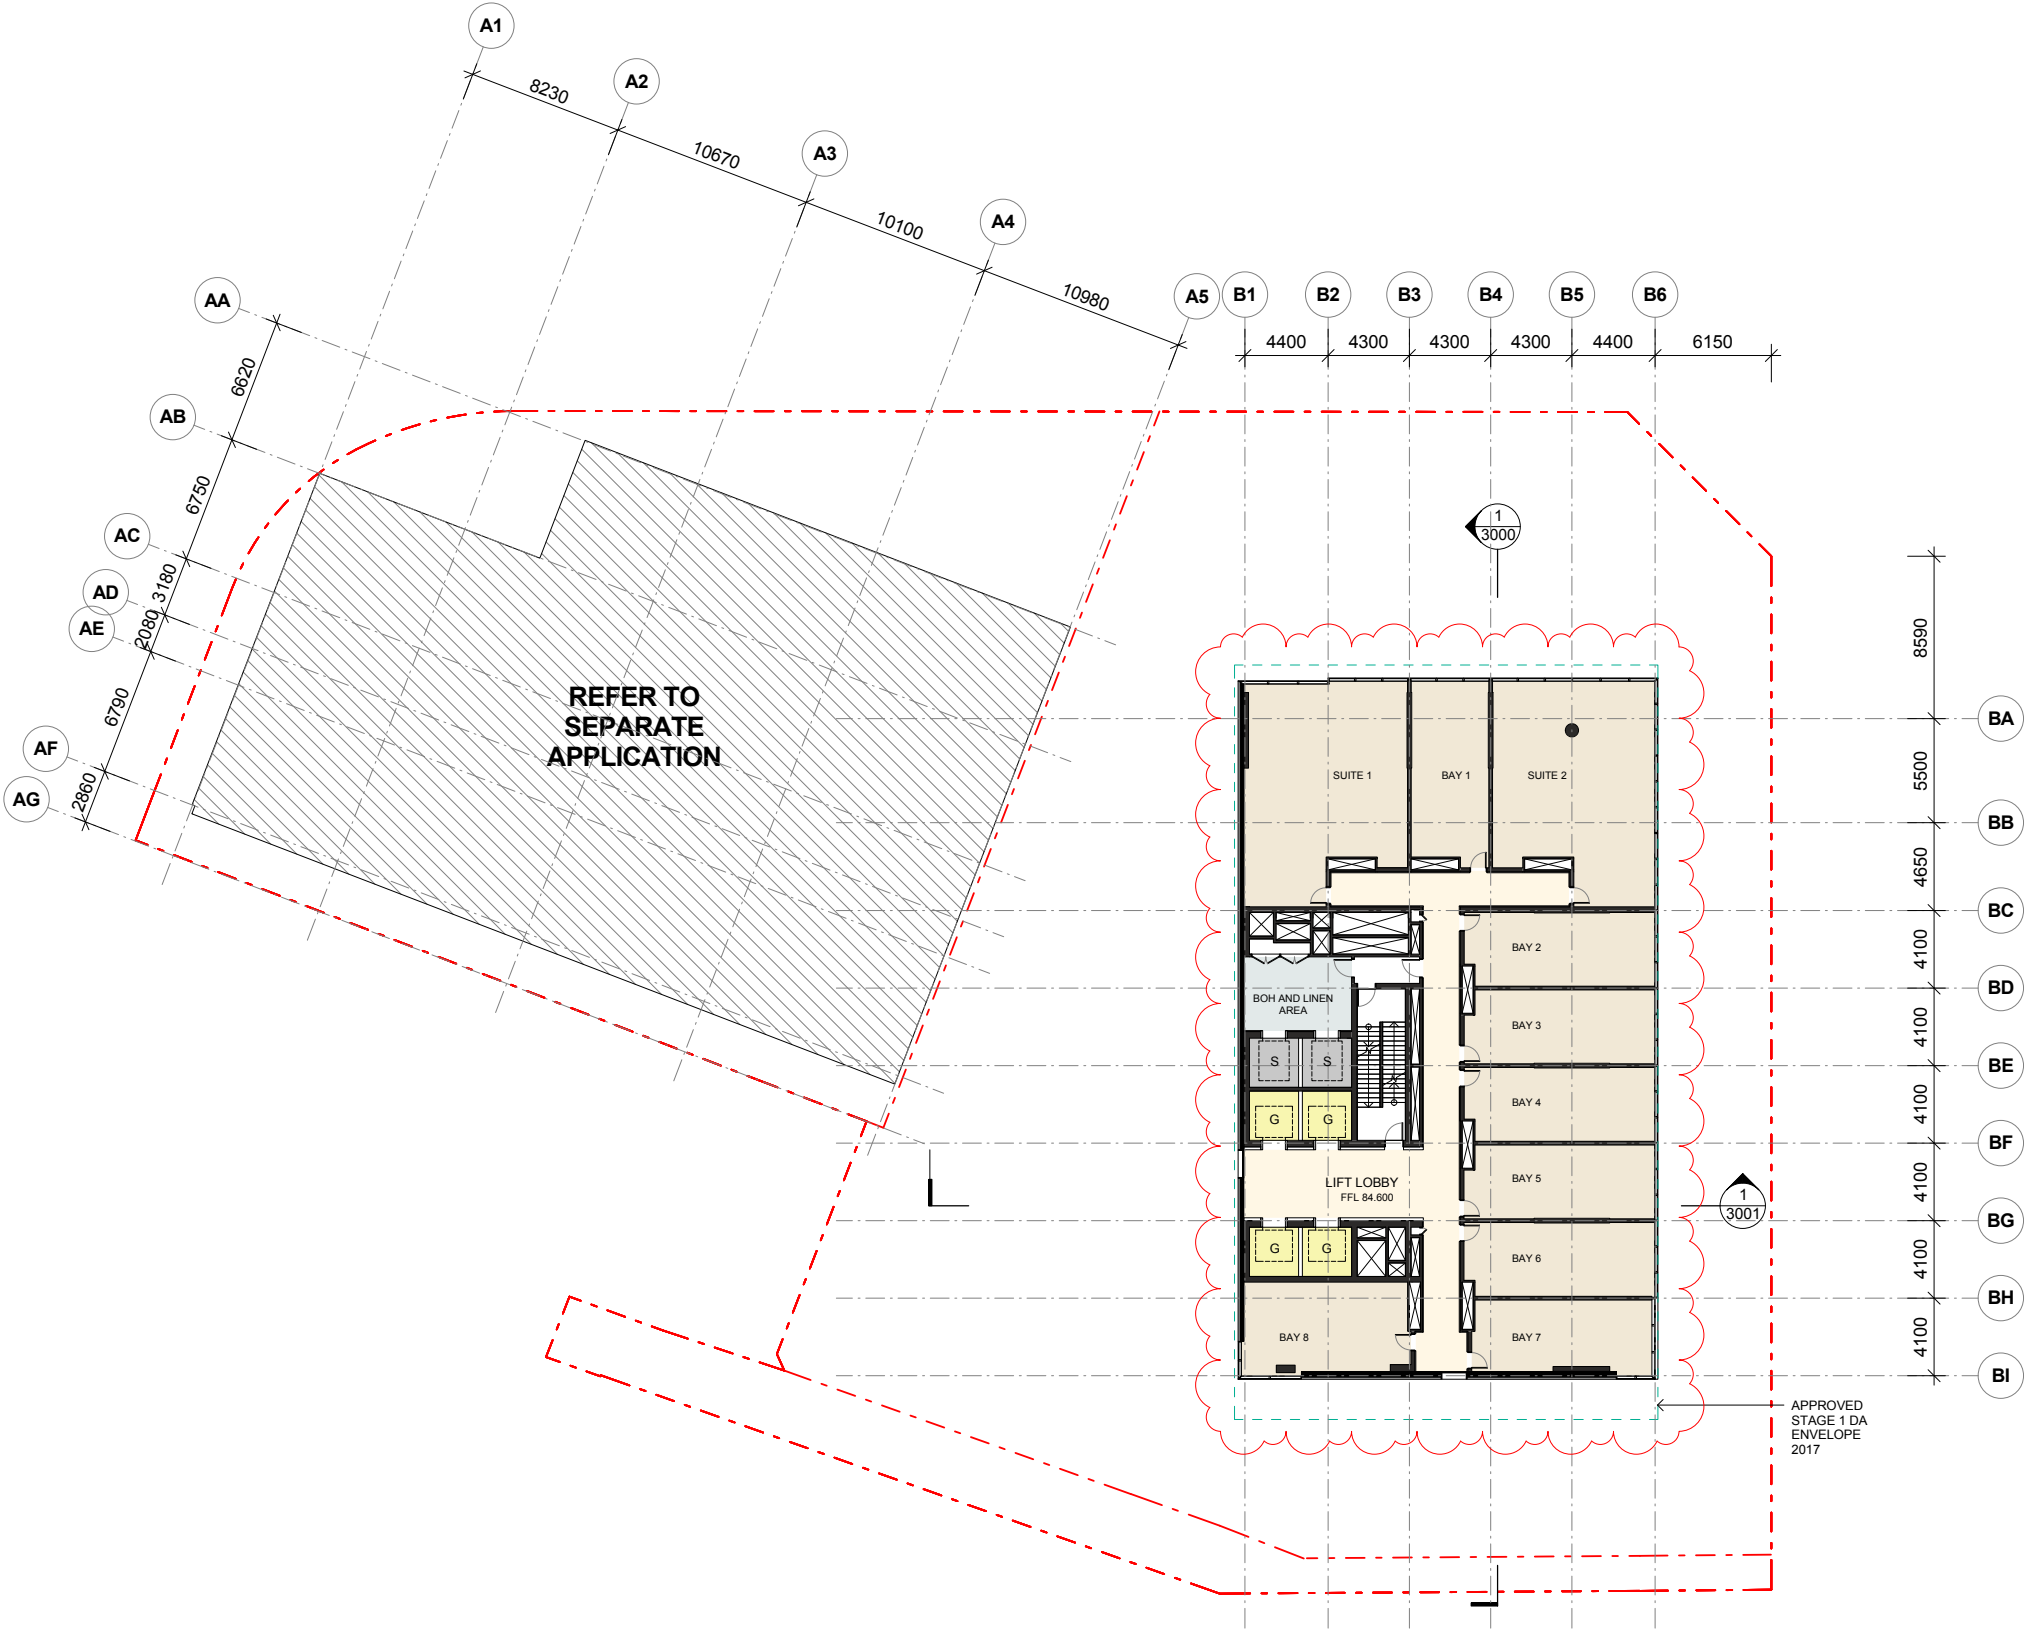 A1
A2
A3
A4
A5
B1
B2
B3
B4
B5
B6
8230
10670
10100
10980
4400
4300
4300
4300
4400
6150
AA
AB
AC
AD
AE
AF
AG
6620
6750
3180
2080
6790
2860
REFER TO
SEPARATE
APPLICATION
1
3000
SUITE 1
BAY 1
SUITE 2
BAY 2
BOH AND LINEN
AREA
BAY 3
S
S
BAY 4
G
G
LIFT LOBBY
FFL 84.600
BAY 5
G
G
BAY 6
BAY 8
BAY 7
1
3001
8590
5500
4650
4100
4100
4100
4100
4100
4100
BA
BB
BC
BD
BE
BF
BG
BH
BI
APPROVED
STAGE 1 DA
ENVELOPE
2017